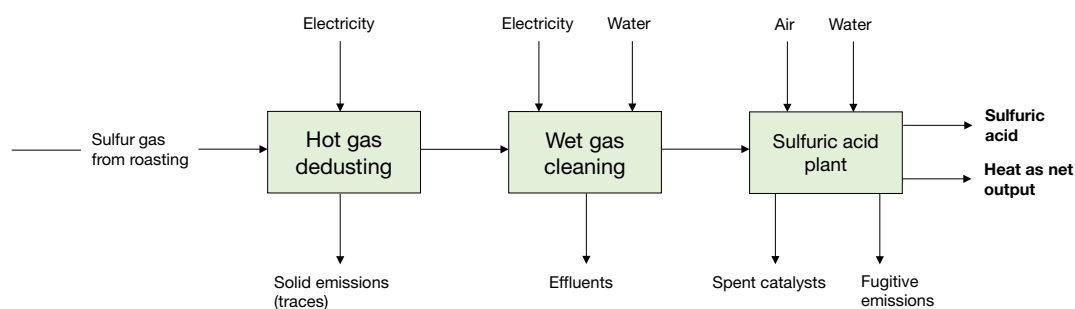 Electricity
Electricity
Water
Air
Water
Sulfur gas
from roasting
Hot gas
dedusting
Wet gas
cleaning
Sulfuric acid
plant
Sulfuric
acid
Heat as net
output
Solid emissions
(traces)
Effluents
Spent catalysts
Fugitive
emissions